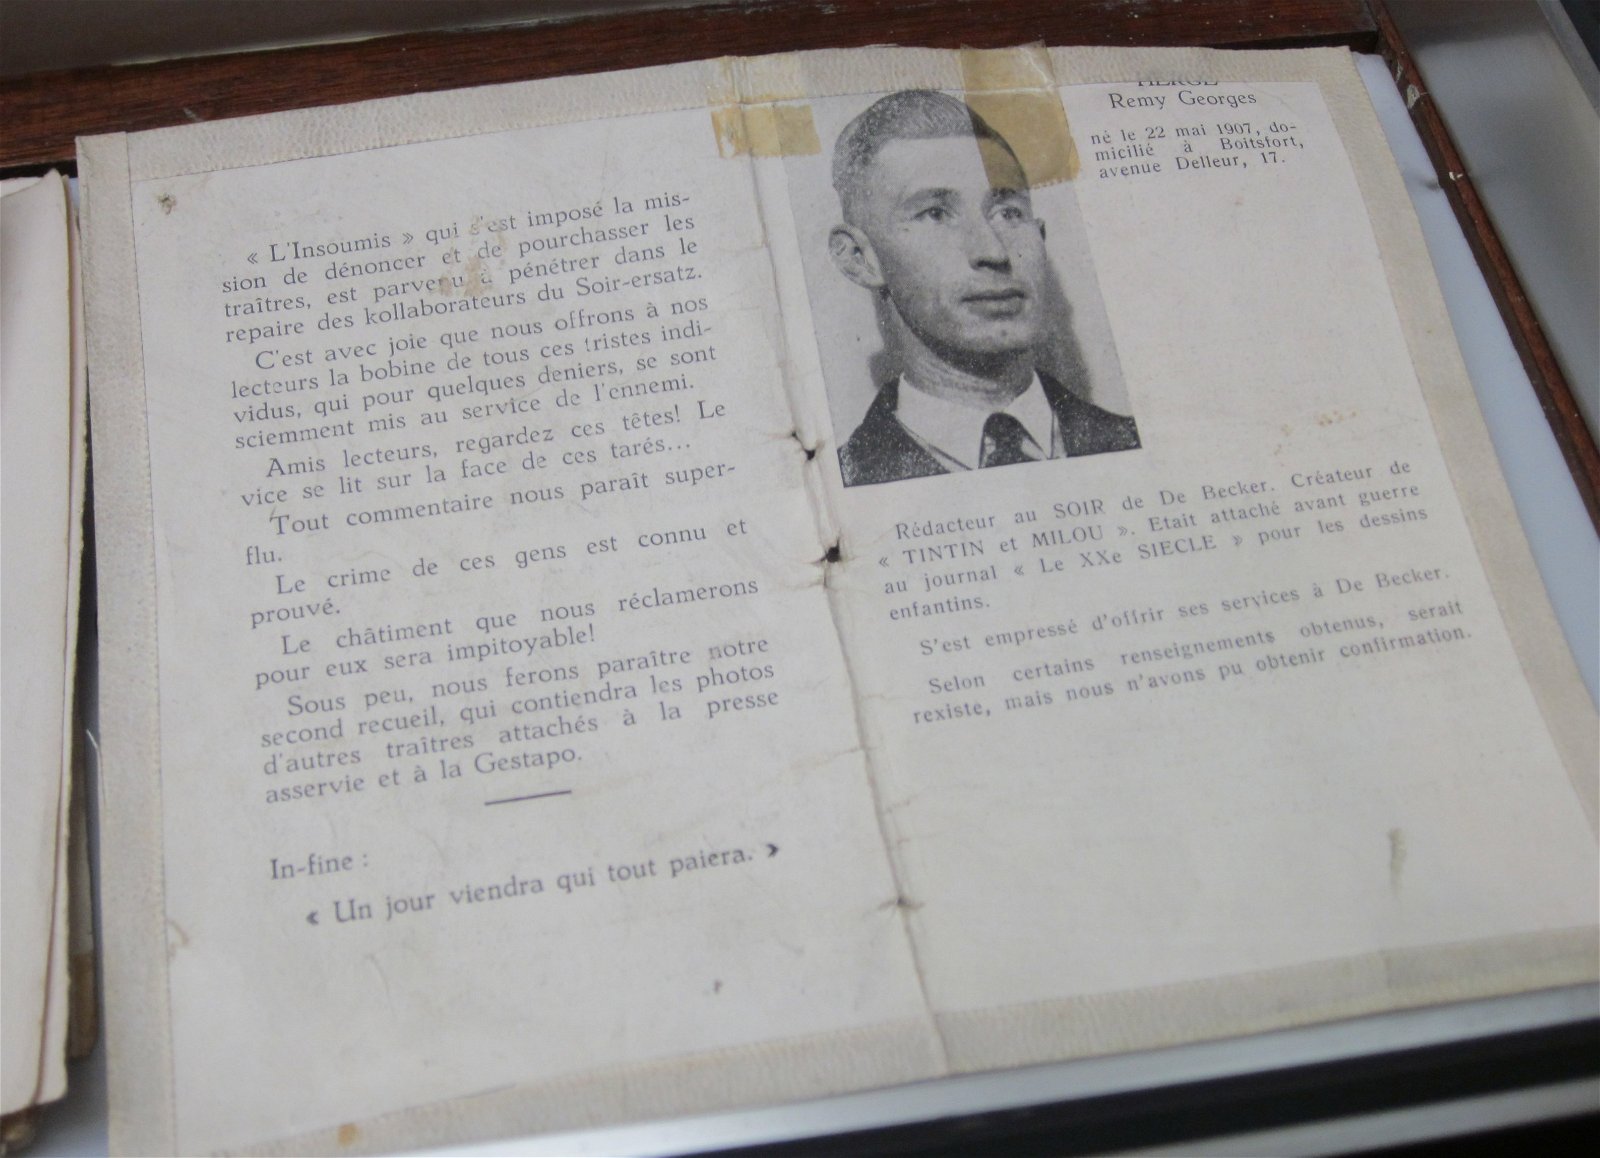 « L'Insoumis » qui s'est imposé la mis-
sion de dénoncer et de pourchasser les
traîtres, est parvenu à pénétrer dans le
repaire des kollaborateurs du Soir-ersatz.
C'est avec joie que nous offrons à nos
lecteurs la bobine de tous ces tristes indi-
vidus, qui pour quelques deniers, se sont
sciemment mis au service de l'ennemi.
Amis lecteurs, regardez ces têtes! Le
vice se lit sur la face de ces tarés...
Tout commentaire nous paraît super-
flu.
Le crime de ces gens est connu et
prouvé.
Le châtiment que nous réclamerons
pour eux sera impitoyable!
Sous peu, nous ferons paraître notre
second recueil, qui contiendra les photos
d'autres traîtres attachés à la presse
asservie et à la Gestapo.
In-fine :
« Un jour viendra qui tout paiera. »
HERGE
Remy Georges
né le 22 mai 1907, do-
micilié à Boitsfort,
avenue Delleur, 17.
Rédacteur au SOIR de De Becker. Créateur de
« TINTIN et MILOU ». Etait attaché avant guerre
au journal « Le XXe SIECLE » pour les dessins
enfantins.
S'est empressé d'offrir ses services à De Becker.
Selon certains renseignements obtenus, serait
rexiste, mais nous n'avons pu obtenir confirmation.